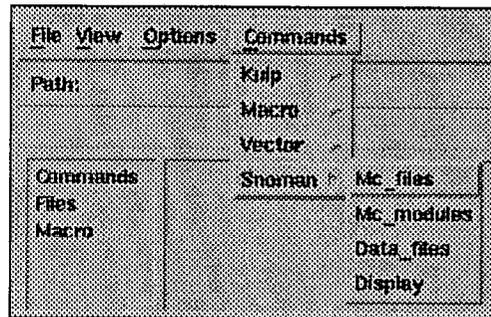 File View Options Commands
Path:
Kuip
Macro
Vector
Snoman
Mc_files
Mc_modules
Data_files
Display
Commands
Files
Macro